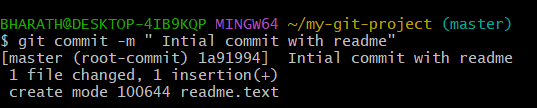 BHARATH@DESKTOP-4IB9KQP MINGW64 ~/my-git-project (master)
$ git commit -m " Intial commit with readme"
[master (root-commit) 1a91994]  Intial commit with readme
 1 file changed, 1 insertion(+)
 create mode 100644 readme.text